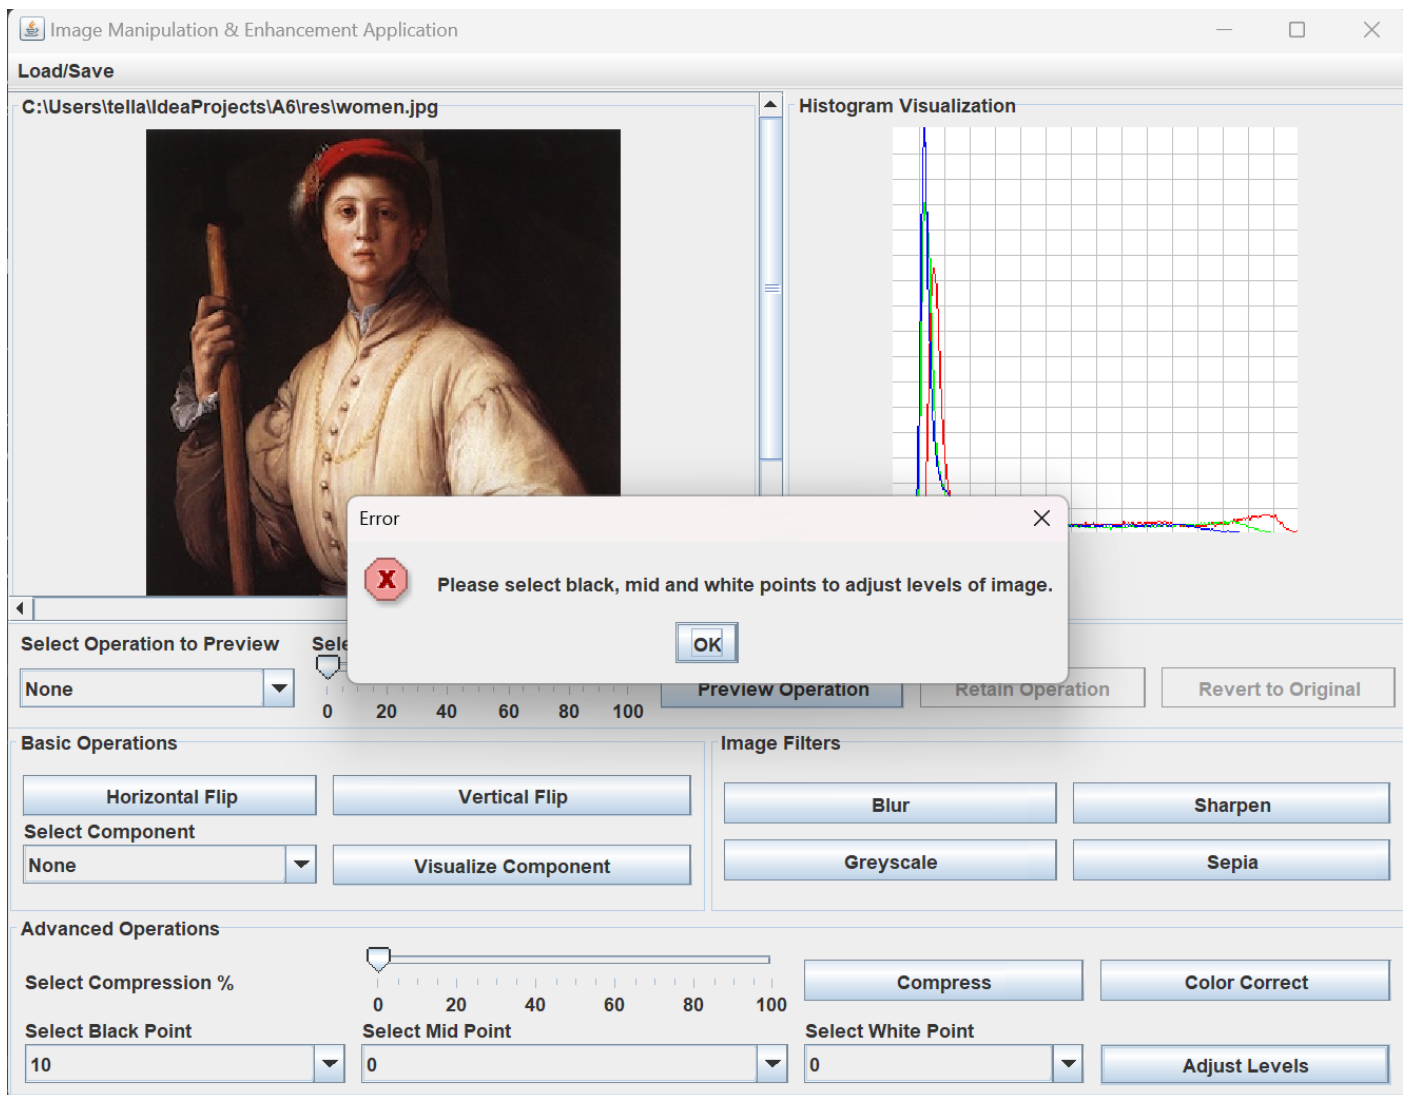 Image Manipulation & Enhancement Application
Load/Save
C:\Users\tella\IdeaProjects\A6\res\women.jpg
Histogram Visualization
Error
Please select black, mid and white points to adjust levels of image.
OK
Select Operation to Preview
None
0 20 40 60 80 100
Preview Operation
Retain Operation
Revert to Original
Basic Operations
Horizontal Flip
Vertical Flip
Select Component
None
Visualize Component
Image Filters
Blur
Sharpen
Greyscale
Sepia
Advanced Operations
Select Compression %
0 20 40 60 80 100
Compress
Color Correct
Select Black Point
10
Select Mid Point
0
Select White Point
0
Adjust Levels